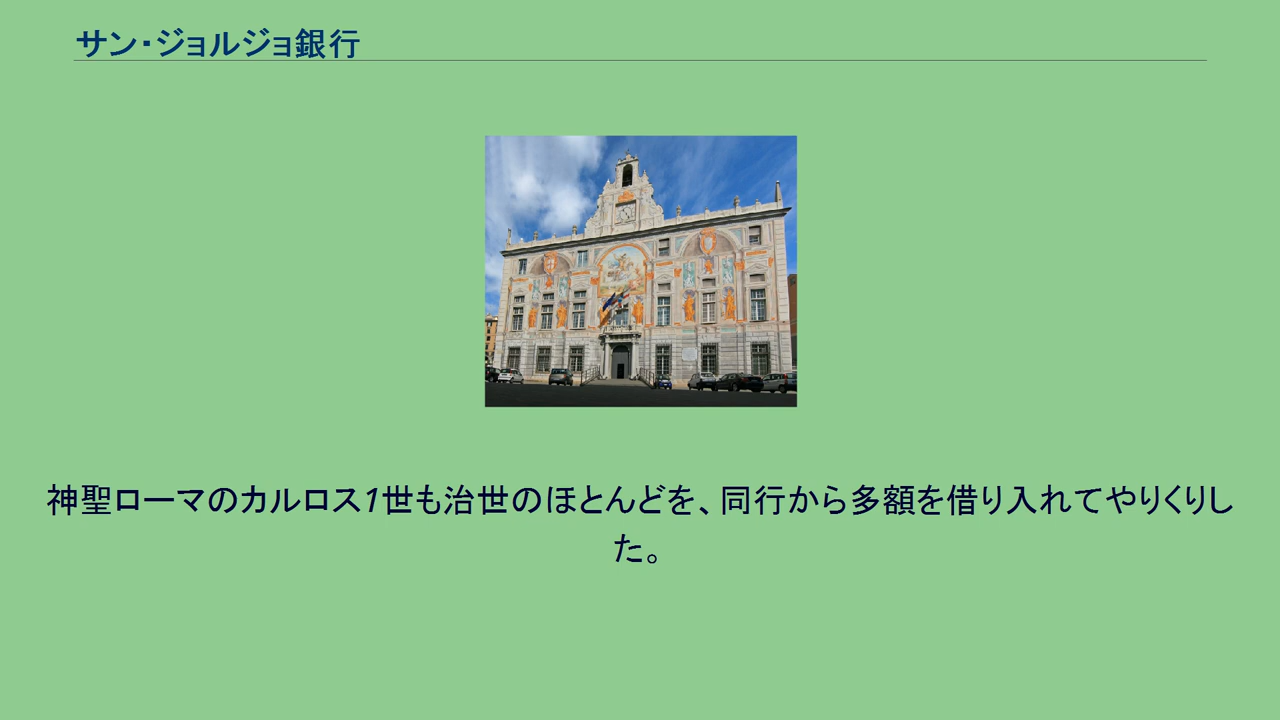 サン・ジョルジョ銀行
神聖ローマのカルロス1世も治世のほとんどを、同行から多額を借り入れてやりくりし
た。